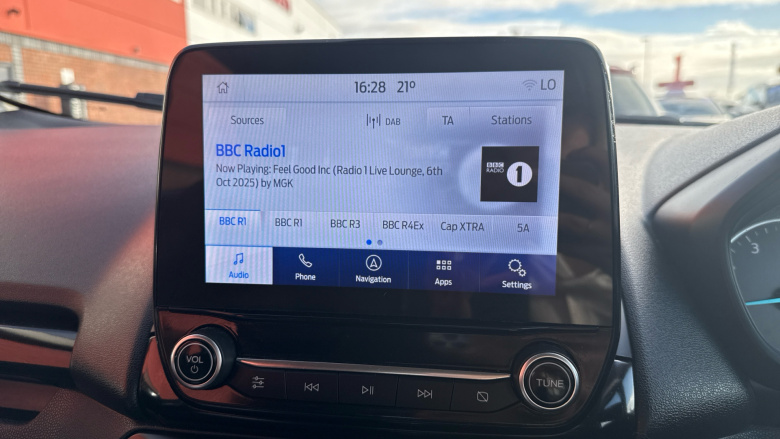 16:28 21° LO
Sources DAB TA Stations
BBC Radio1
Now Playing: Feel Good Inc (Radio 1 Live Lounge, 6th
Oct 2025) by MGK
BBC
RADIO 1
BBC R1 BBC R1 BBC R3 BBC R4Ex Cap XTRA 5A
Audio Phone Navigation Apps Settings
VOL TUNE
3